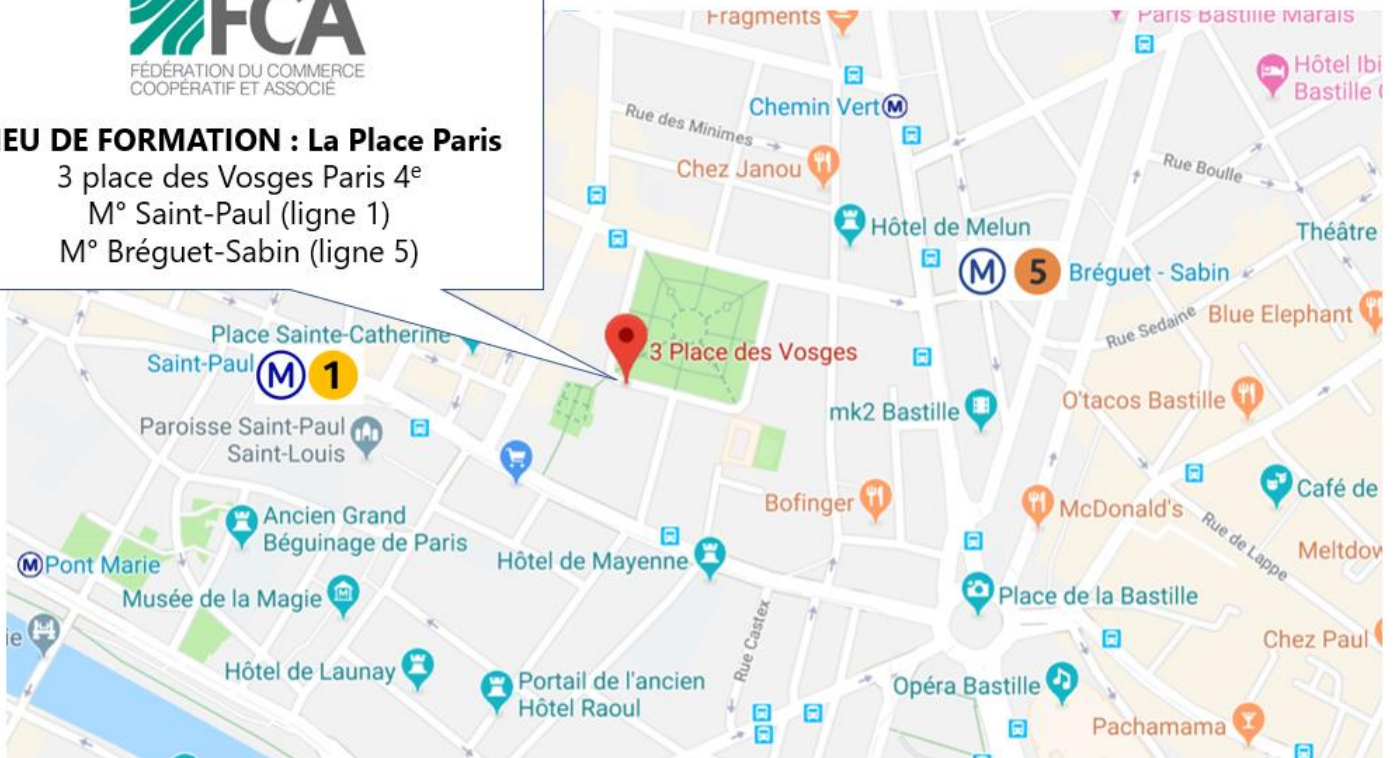 FCA
FÉDÉRATION DU COMMERCE
COOPÉRATIF ET ASSOCIÉ
IEU DE FORMATION : La Place Paris
3 place des Vosges Paris 4e
M° Saint-Paul (ligne 1)
M° Bréguet-Sabin (ligne 5)
Fragments
Paris Bastille Marais
Hôtel Ibi
Bastille
Chemin Vert M
Rue des Minimes
Chez Janou
Rue Boulle
Hôtel de Melun
Théâtre
M 5 Bréguet - Sabin
Place Sainte-Catherine
Saint-Paul
M 1
3 Place des Vosges
Rue Sedaine
Blue Elephant
Paroisse Saint-Paul
Saint-Louis
mk2 Bastille
O'tacos Bastille
Bofinger
McDonald's
Café de
Ancien Grand
Béguinage de Paris
Rue de Lappe
Hôtel de Mayenne
Meltdow
M Pont Marie
Musée de la Magie
Place de la Bastille
ie
Rue Castex
Chez Paul
Hôtel de Launay
Portail de l'ancien
Hôtel Raoul
Opéra Bastille
Pachamama